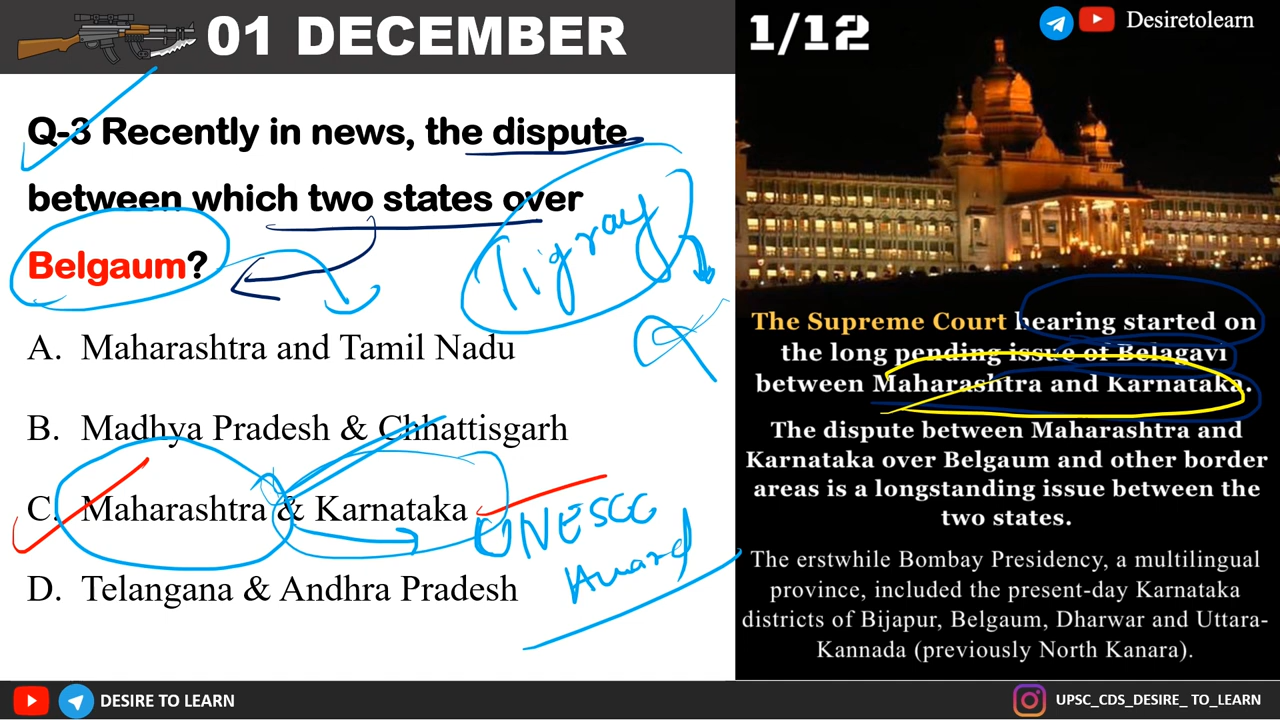 01 DECEMBER
1/12
Desiretolearn
Q-3 Recently in news, the dispute
between which two states over
Belgaum?
Tigray
A. Maharashtra and Tamil Nadu
B. Madhya Pradesh & Chhattisgarh
C. Maharashtra & Karnataka
UNESCO
Award
D. Telangana & Andhra Pradesh
The Supreme Court hearing started on
the long pending issue of Belagavi
between Maharashtra and Karnataka.
The dispute between Maharashtra and
Karnataka over Belgaum and other border
areas is a longstanding issue between the
two states.
The erstwhile Bombay Presidency, a multilingual
province, included the present-day Karnataka
districts of Bijapur, Belgaum, Dharwar and Uttara-
Kannada (previously North Kanara).
DESIRE TO LEARN
UPSC_CDS_DESIRE_ TO_LEARN